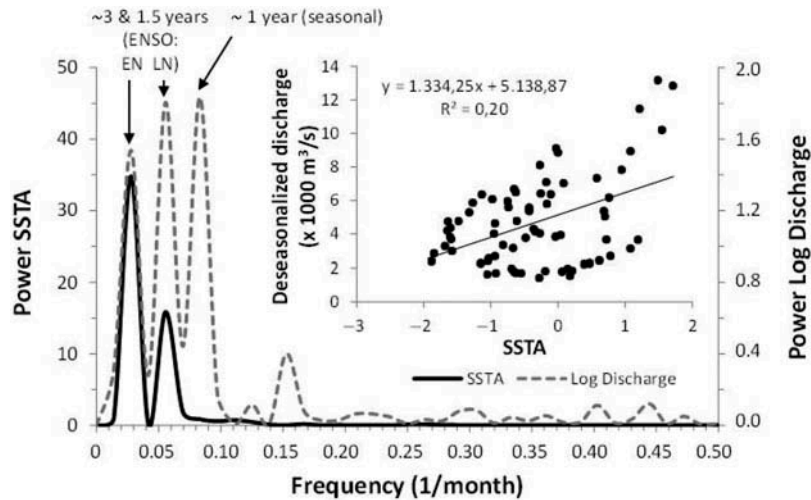 ~3 & 1.5 years
(ENSO:
EN LN)
~ 1 year (seasonal)
50
40
30
20
10
0
Power SSTA
2.0
1.6
1.2
0.8
0.4
0.0
Power Log Discharge
14
12
10
8
6
4
2
0
Deseasonalized discharge
(x 1000 m³/s)
y = 1.334,25x + 5.138,87
R² = 0,20
−3 −2 −1 0 1 2
SSTA
SSTA Log Discharge
0 0.05 0.10 0.15 0.20 0.25 0.30 0.35 0.40 0.45 0.50
Frequency (1/month)